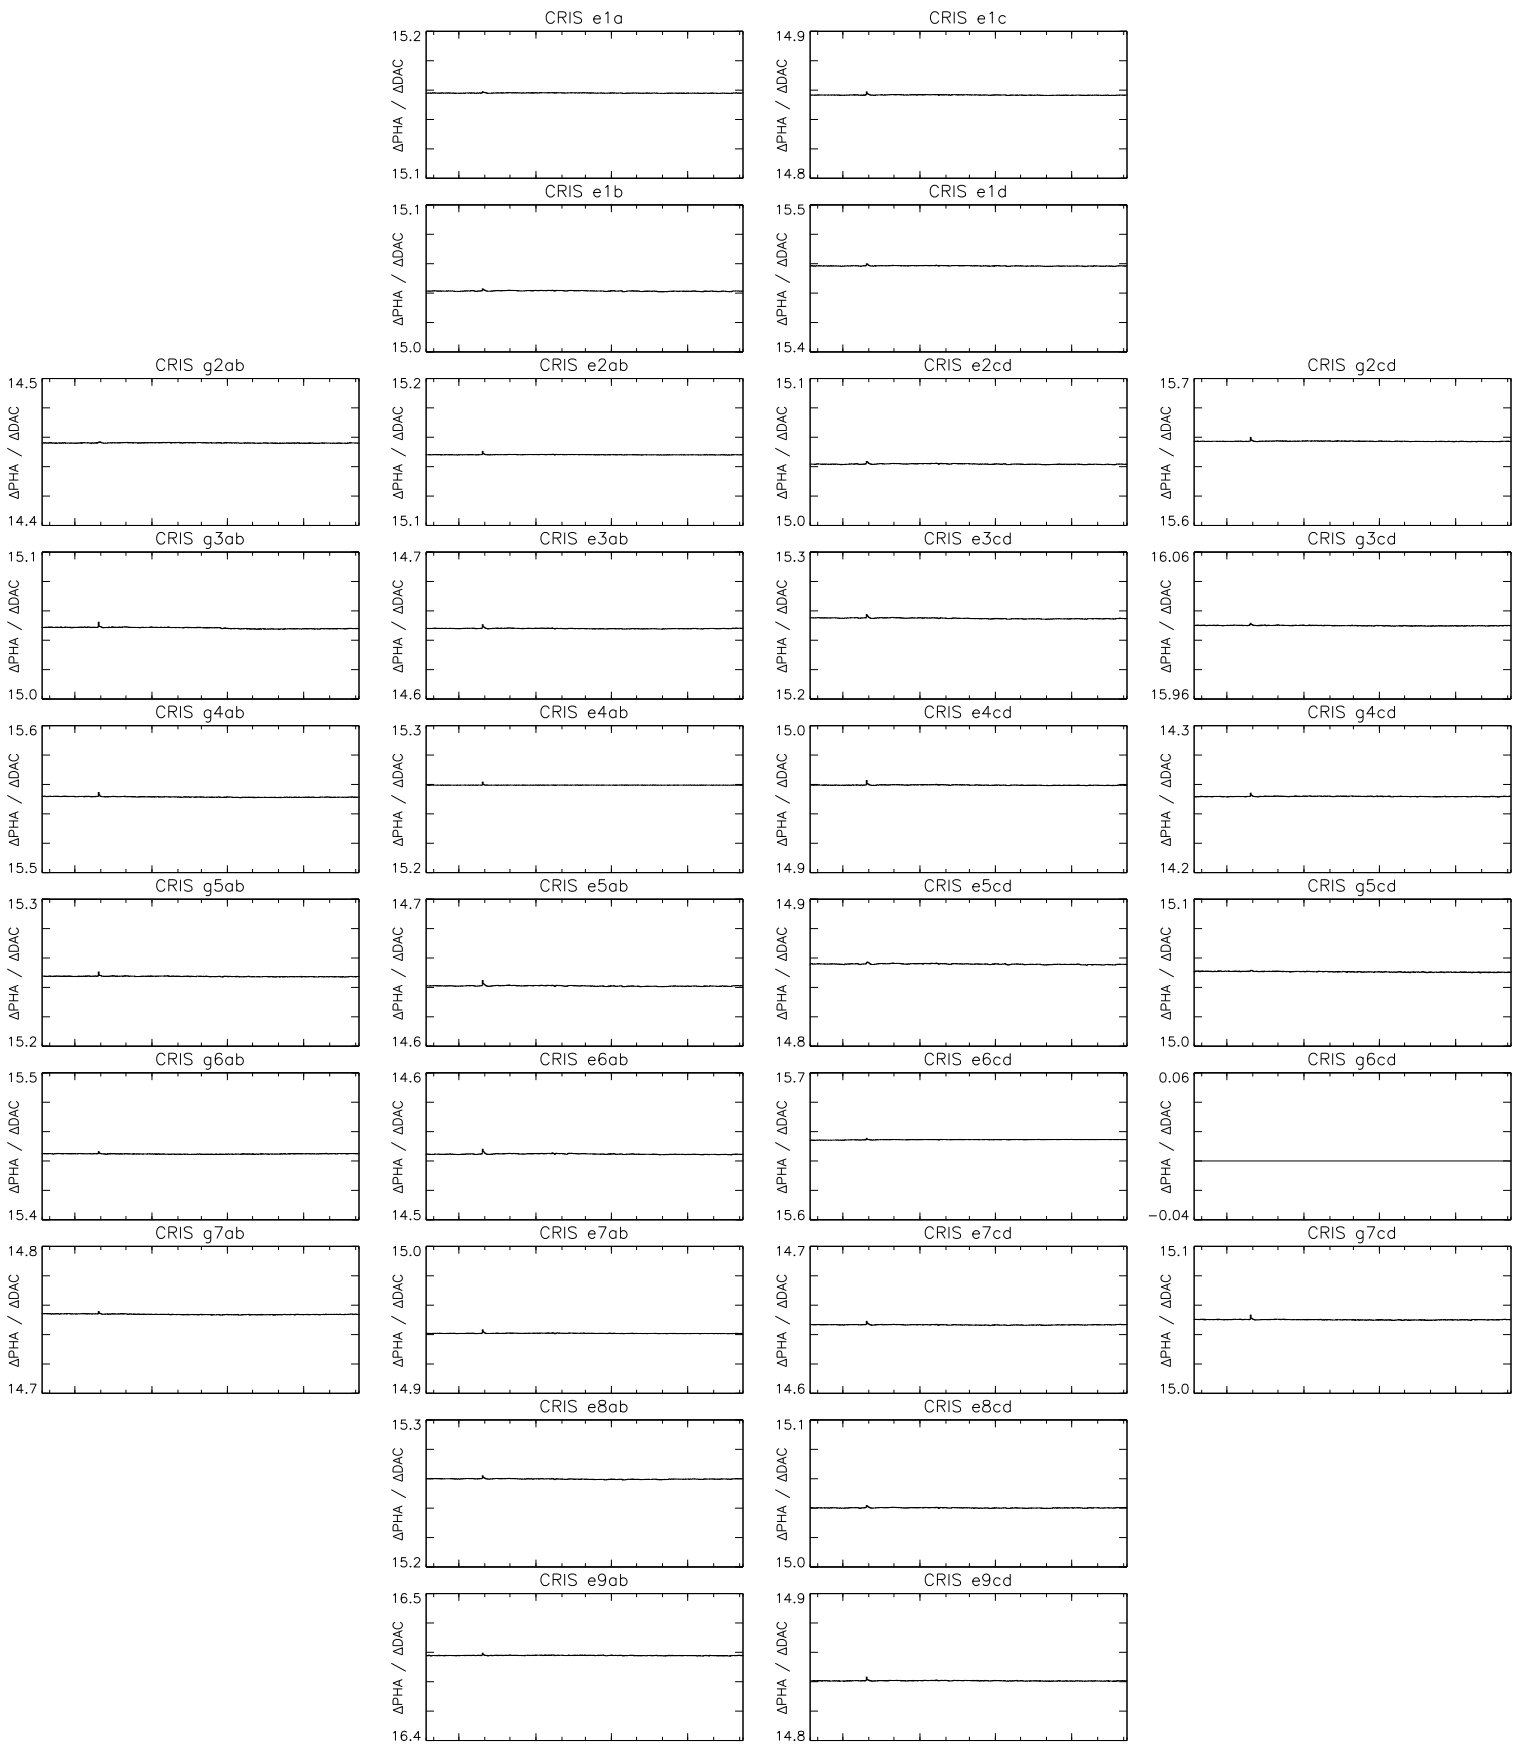 CRIS e1a
15.2
ΔPHA / ΔDAC
15.1
CRIS e1c
14.9
ΔPHA / ΔDAC
14.8
CRIS e1b
15.1
ΔPHA / ΔDAC
15.0
CRIS e1d
15.5
ΔPHA / ΔDAC
15.4
CRIS g2ab
14.5
ΔPHA / ΔDAC
14.4
CRIS e2ab
15.2
ΔPHA / ΔDAC
15.1
CRIS e2cd
15.1
ΔPHA / ΔDAC
15.0
CRIS g2cd
15.7
ΔPHA / ΔDAC
15.6
CRIS g3ab
15.1
ΔPHA / ΔDAC
15.0
CRIS e3ab
14.7
ΔPHA / ΔDAC
14.6
CRIS e3cd
15.3
ΔPHA / ΔDAC
15.2
CRIS g3cd
16.06
ΔPHA / ΔDAC
15.96
CRIS g4ab
15.6
ΔPHA / ΔDAC
15.5
CRIS e4ab
15.3
ΔPHA / ΔDAC
15.2
CRIS e4cd
15.0
ΔPHA / ΔDAC
14.9
CRIS g4cd
14.3
ΔPHA / ΔDAC
14.2
CRIS g5ab
15.3
ΔPHA / ΔDAC
15.2
CRIS e5ab
14.7
ΔPHA / ΔDAC
14.6
CRIS e5cd
14.9
ΔPHA / ΔDAC
14.8
CRIS g5cd
15.1
ΔPHA / ΔDAC
15.0
CRIS g6ab
15.5
ΔPHA / ΔDAC
15.4
CRIS e6ab
14.6
ΔPHA / ΔDAC
14.5
CRIS e6cd
15.7
ΔPHA / ΔDAC
15.6
CRIS g6cd
0.06
ΔPHA / ΔDAC
−0.04
CRIS g7ab
14.8
ΔPHA / ΔDAC
14.7
CRIS e7ab
15.0
ΔPHA / ΔDAC
14.9
CRIS e7cd
14.7
ΔPHA / ΔDAC
14.6
CRIS g7cd
15.1
ΔPHA / ΔDAC
15.0
CRIS e8ab
15.3
ΔPHA / ΔDAC
15.2
CRIS e8cd
15.1
ΔPHA / ΔDAC
15.0
CRIS e9ab
16.5
ΔPHA / ΔDAC
16.4
CRIS e9cd
14.9
ΔPHA / ΔDAC
14.8